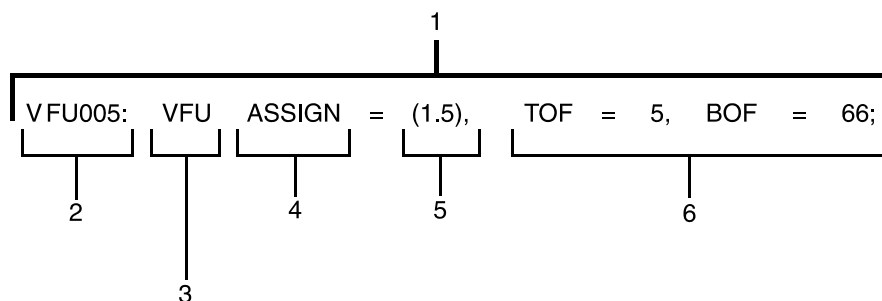 1
VFU005: VFU ASSIGN = (1.5), TOF = 5, BOF = 66;
2 4 5 6
3